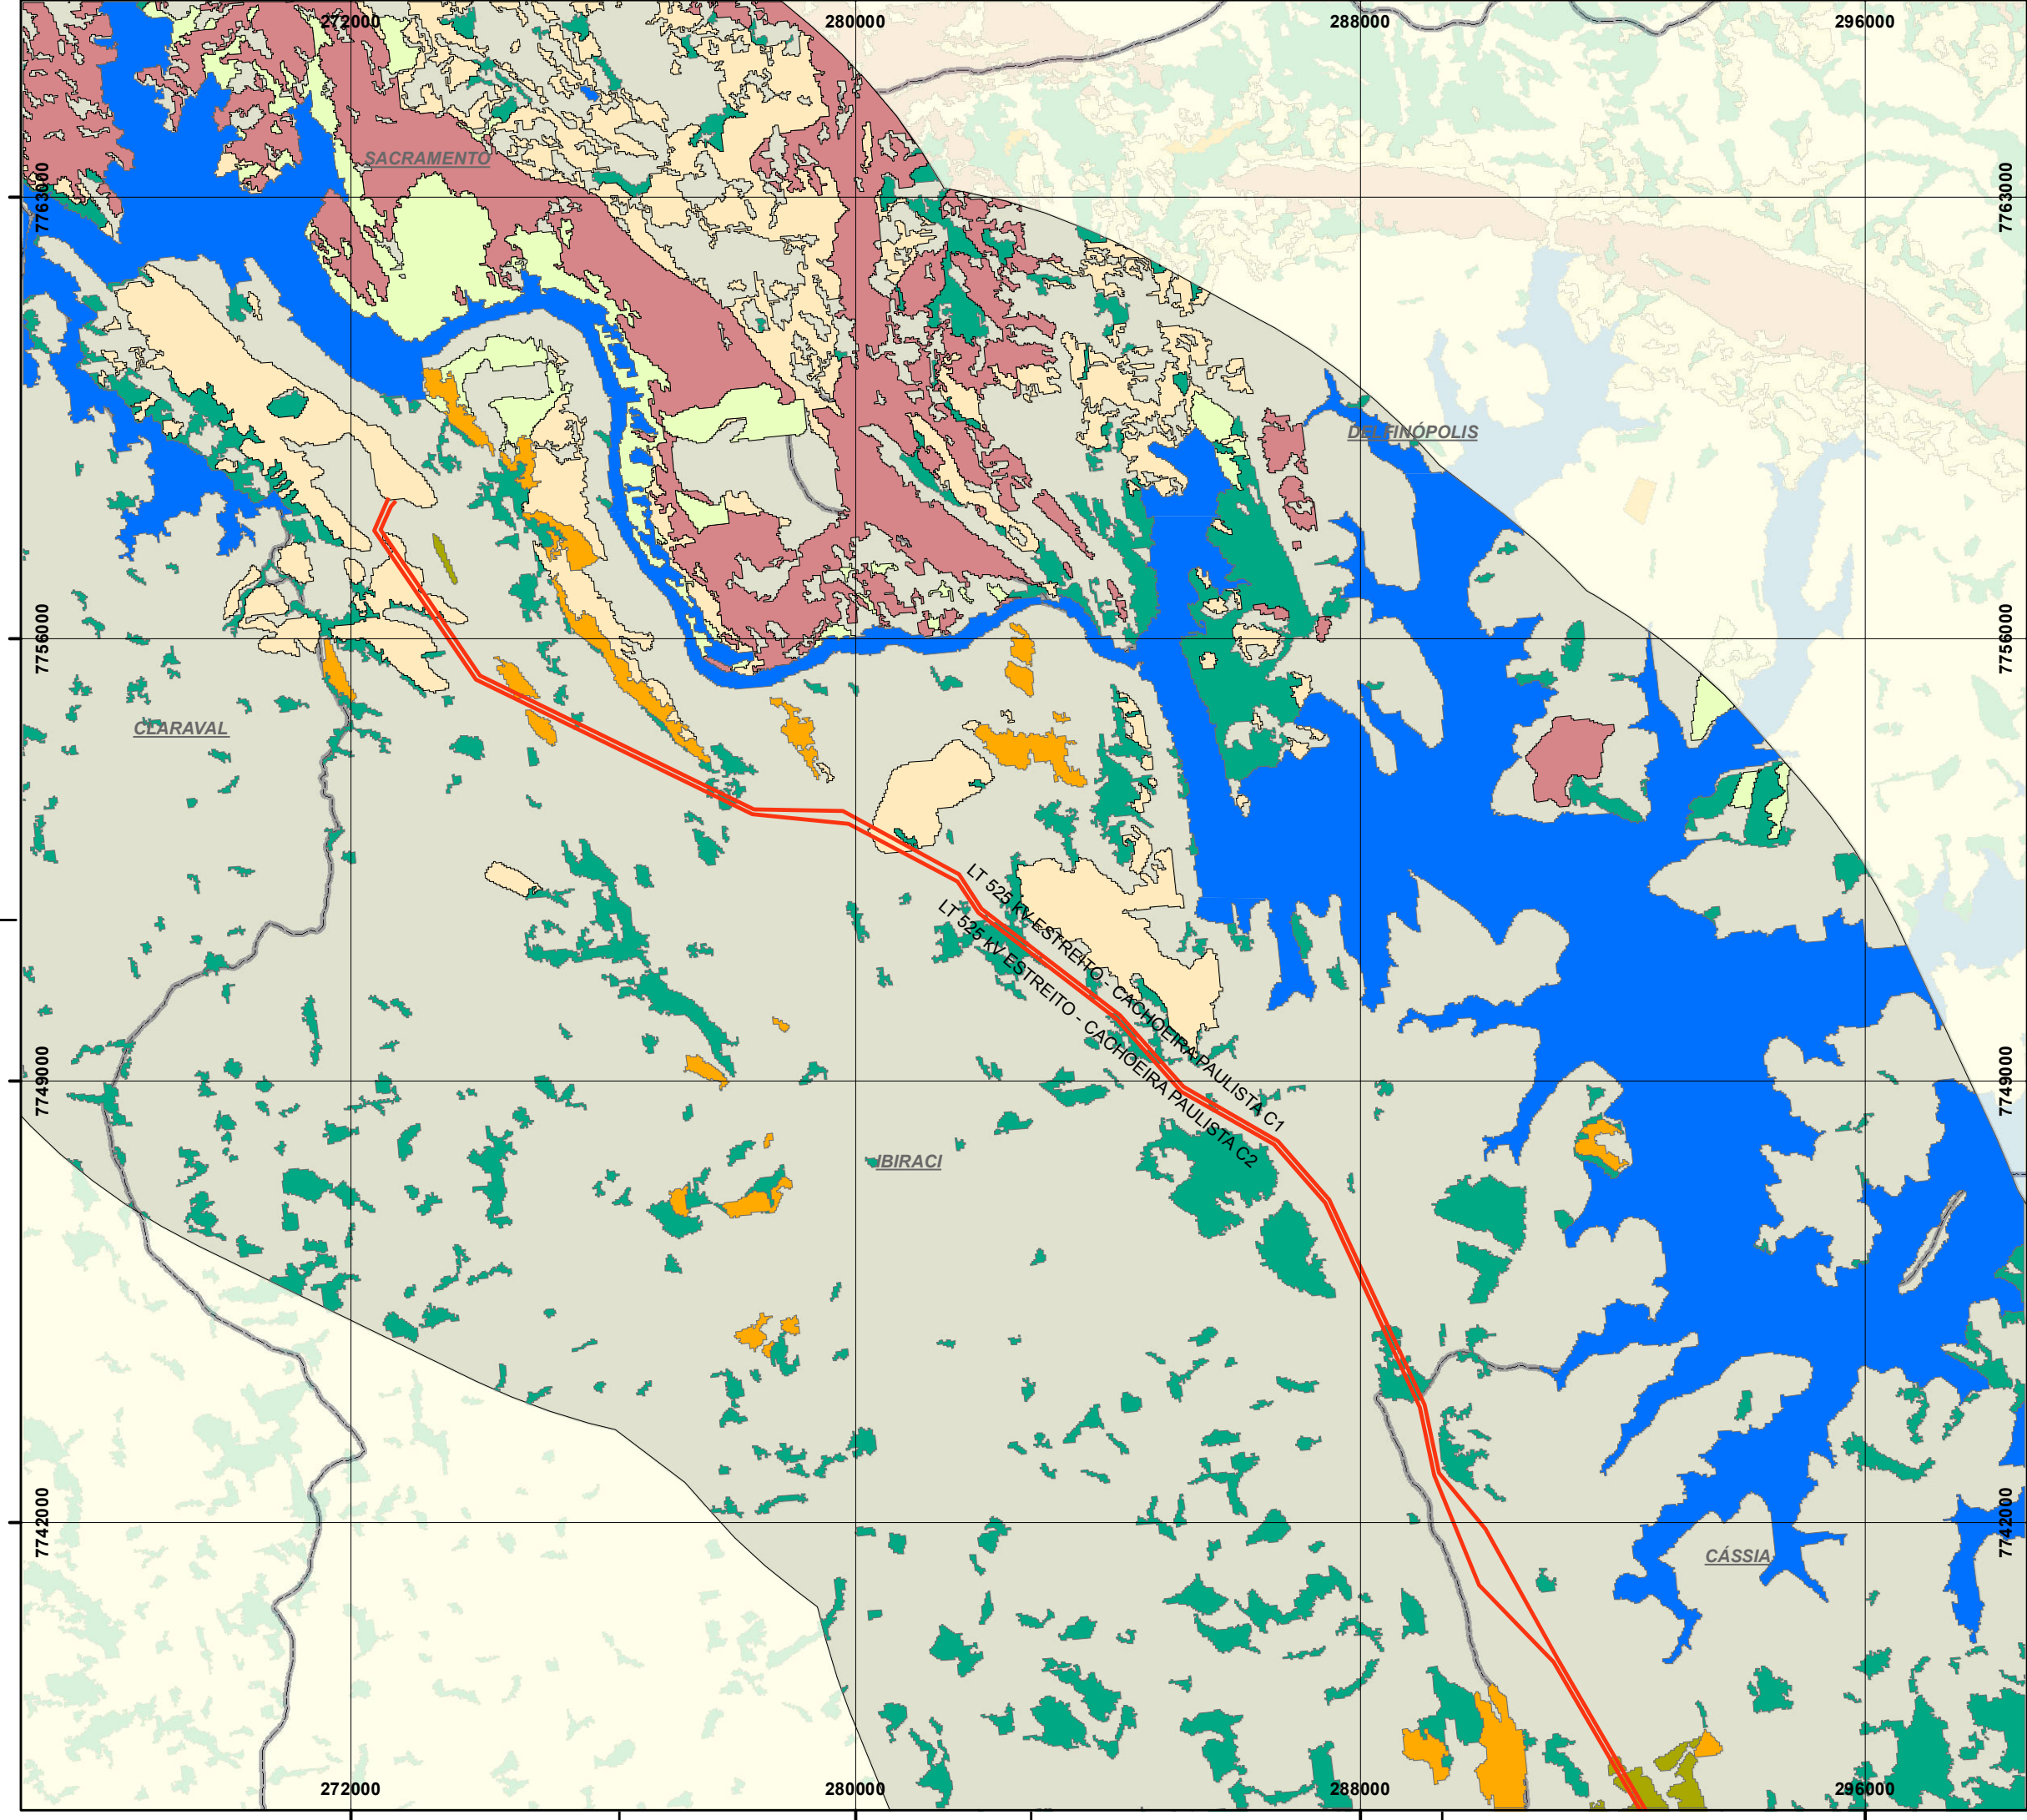 272000
280000
288000
296000
SACRAMENTO
7763000
7763000
DELFINÓPOLIS
7756000
7756000
CLARAVAL
LT 525 kV ESTREITO - CACHOEIRA PAULISTA C1
LT 525 kV ESTREITO - CACHOEIRA PAULISTA C2
7749000
7749000
IBIRACI
7742000
7742000
CÁSSIA
272000
280000
288000
296000